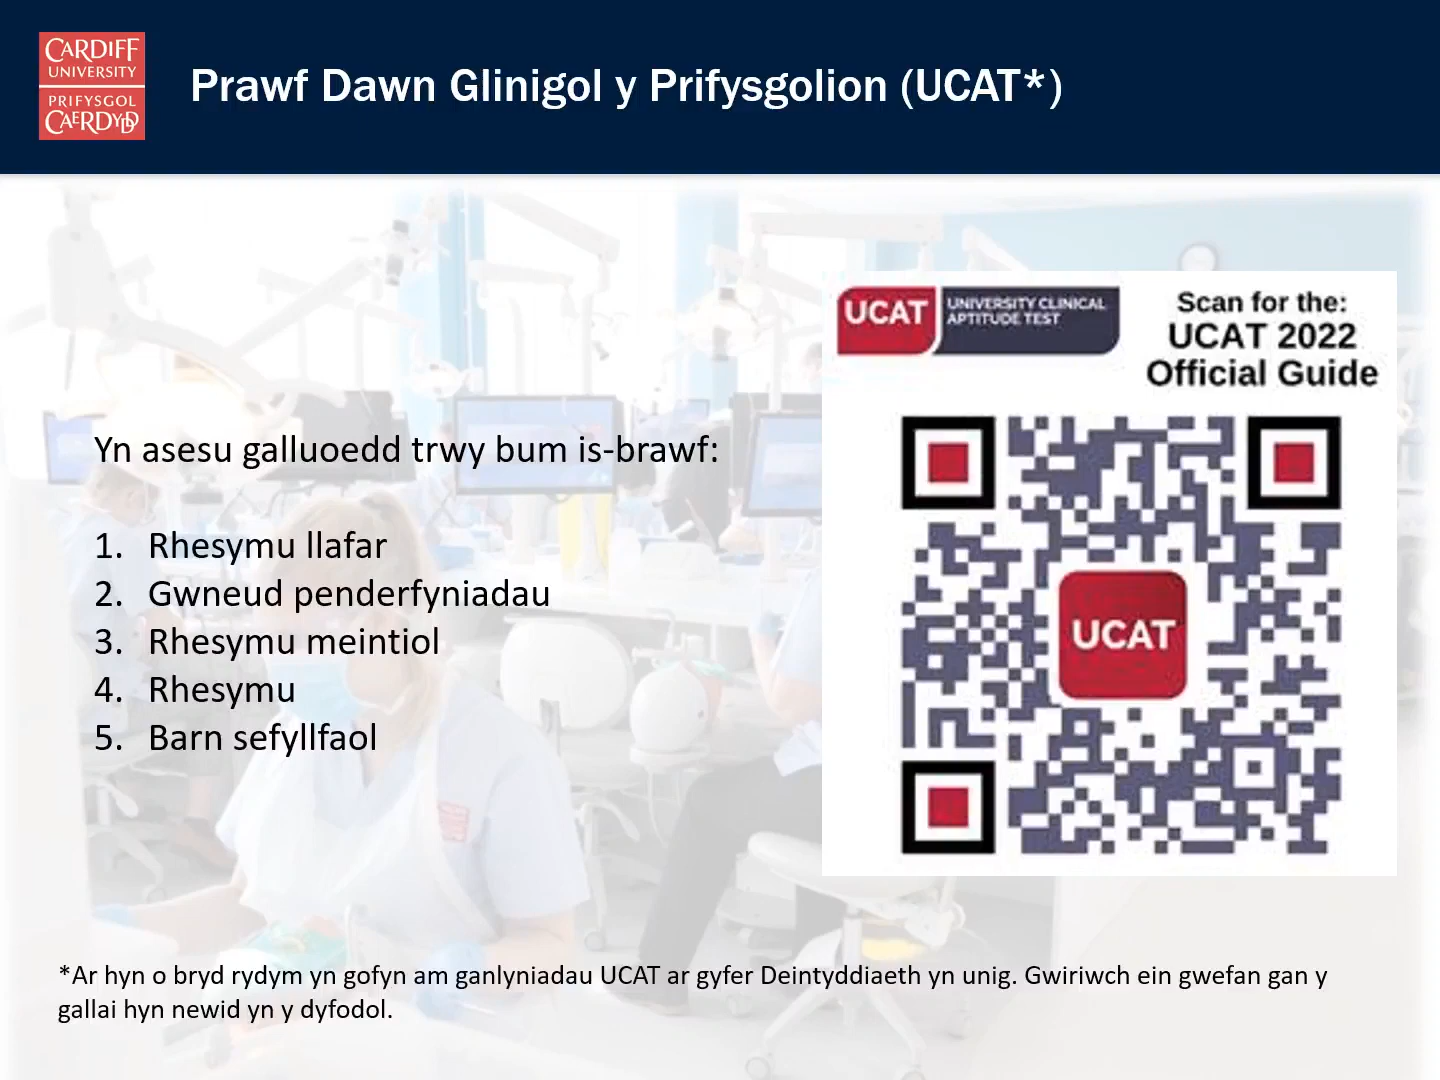 CARDIFF
UNIVERSITY
PRIFYSGOL
CAERDYDD
Prawf Dawn Glinigol y Prifysgolion (UCAT*)
Yn asesu galluoedd trwy bum is-brawf:
1. Rhesymu llafar
2. Gwneud penderfyniadau
3. Rhesymu meintiol
4. Rhesymu
5. Barn sefyllfaol
UCAT
UNIVERSITY CLINICAL
APTITUDE TEST
Scan for the:
UCAT 2022
Official Guide
UCAT
*Ar hyn o bryd rydym yn gofyn am ganlyniadau UCAT ar gyfer Deintyddiaeth yn unig. Gwiriwch ein gwefan gan y
gallai hyn newid yn y dyfodol.